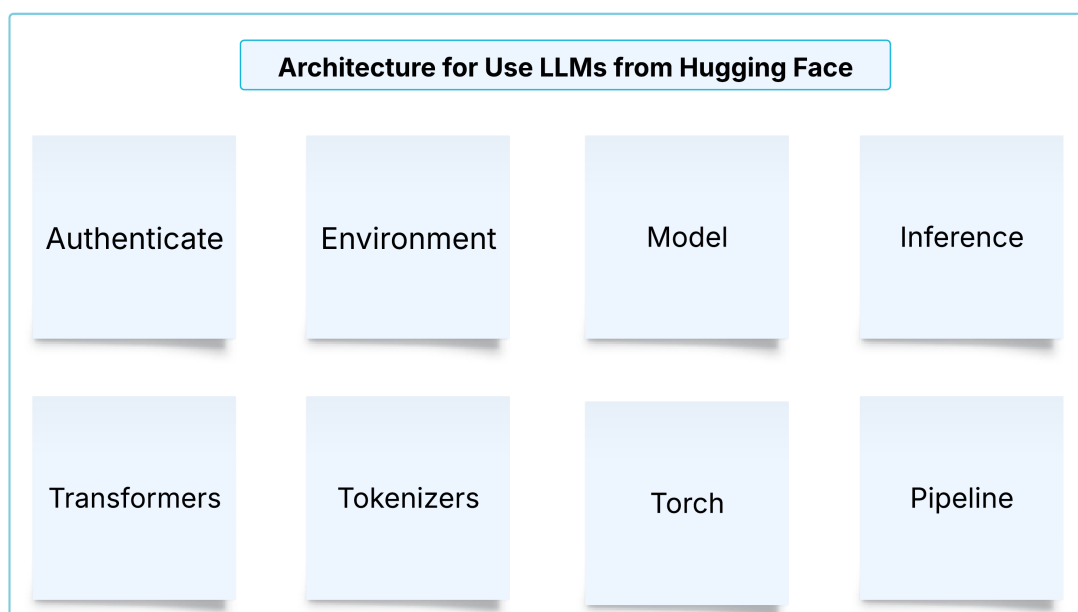 Architecture for Use LLMs from Hugging Face
Authenticate
Environment
Model
Inference
Transformers
Tokenizers
Torch
Pipeline